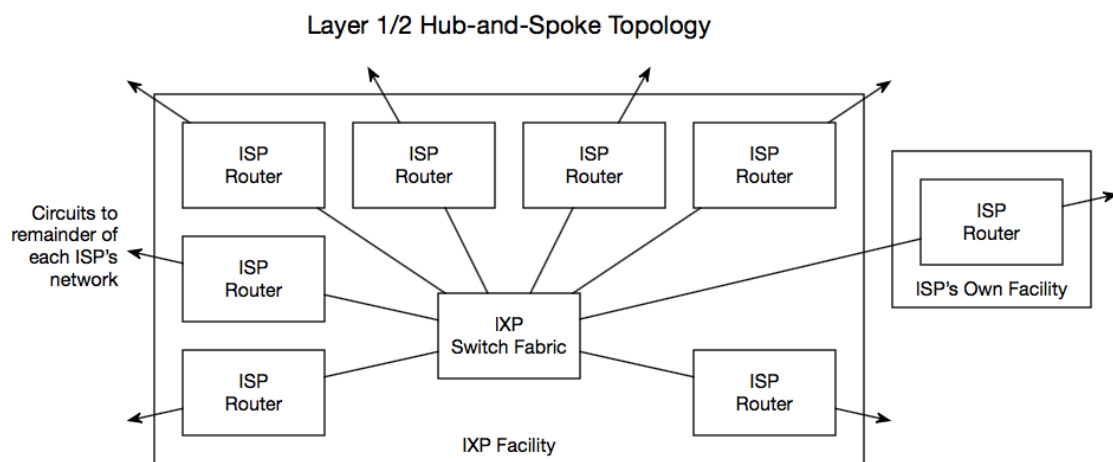 Layer 1/2 Hub-and-Spoke Topology
ISP
Router
ISP
Router
ISP
Router
ISP
Router
ISP
Router
ISP's Own Facility
Circuits to
remainder of
each ISP's
network
ISP
Router
IXP
Switch Fabric
ISP
Router
ISP
Router
IXP Facility